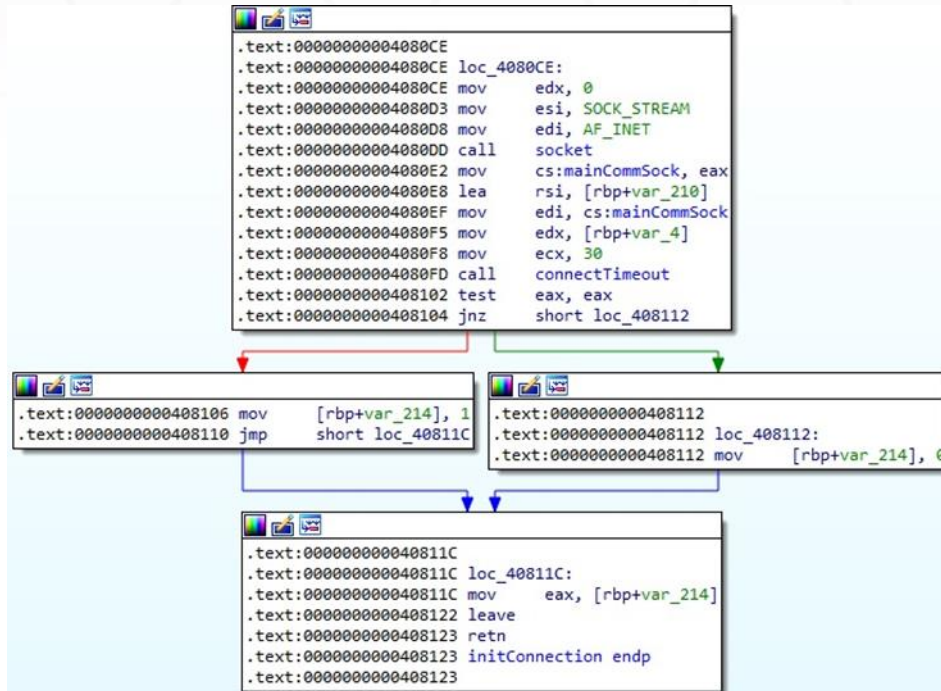 .text:00000000004080CE
.text:00000000004080CE loc_4080CE:
.text:00000000004080CE mov edx, 0
.text:00000000004080D3 mov esi, SOCK_STREAM
.text:00000000004080D8 mov edi, AF_INET
.text:00000000004080DD call socket
.text:00000000004080E2 mov cs:mainCommSock, eax
.text:00000000004080E8 lea rsi, [rbp+var_210]
.text:00000000004080EF mov edi, cs:mainCommSock
.text:00000000004080F5 mov edx, [rbp+var_4]
.text:00000000004080F8 mov ecx, 30
.text:00000000004080FD call connectTimeout
.text:0000000000408102 test eax, eax
.text:0000000000408104 jnz short loc_408112
.text:0000000000408106 mov [rbp+var_214], 1
.text:0000000000408110 jmp short loc_40811C
.text:0000000000408112
.text:0000000000408112 loc_408112:
.text:0000000000408112 mov [rbp+var_214], 0
.text:000000000040811C
.text:000000000040811C loc_40811C:
.text:000000000040811C mov eax, [rbp+var_214]
.text:0000000000408122 leave
.text:0000000000408123 retn
.text:0000000000408123 initConnection endp
.text:0000000000408123